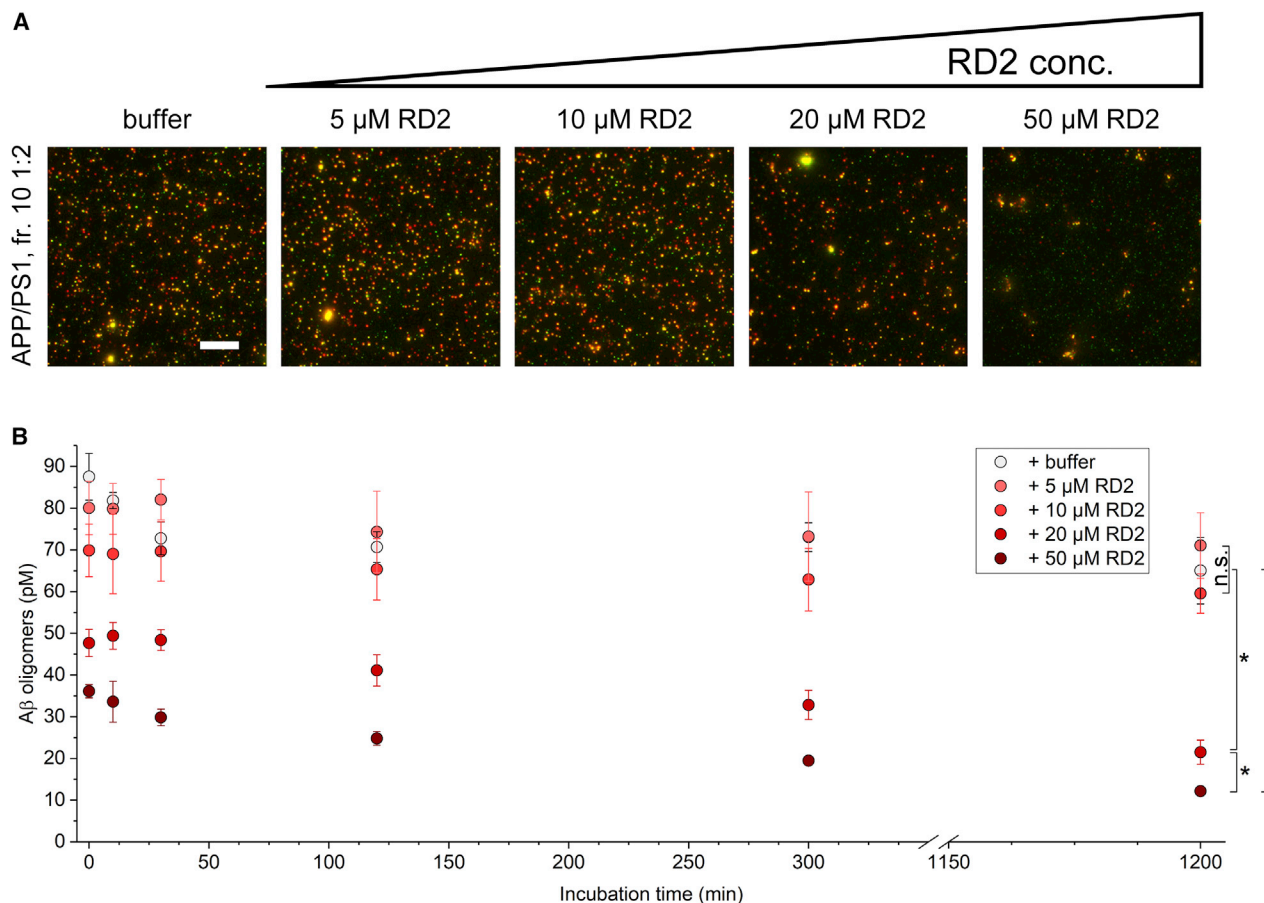 A
RD2 conc.
buffer
5 µM RD2
10 µM RD2
20 µM RD2
50 µM RD2
APP/PS1, fr. 10 1:2
B
+ buffer
+ 5 µM RD2
+ 10 µM RD2
+ 20 µM RD2
+ 50 µM RD2
90
80
70
60
50
40
30
20
10
0
Aβ oligomers (pM)
n.s.
*
*
0
50
100
150
200
250
300
1150
1200
Incubation time (min)